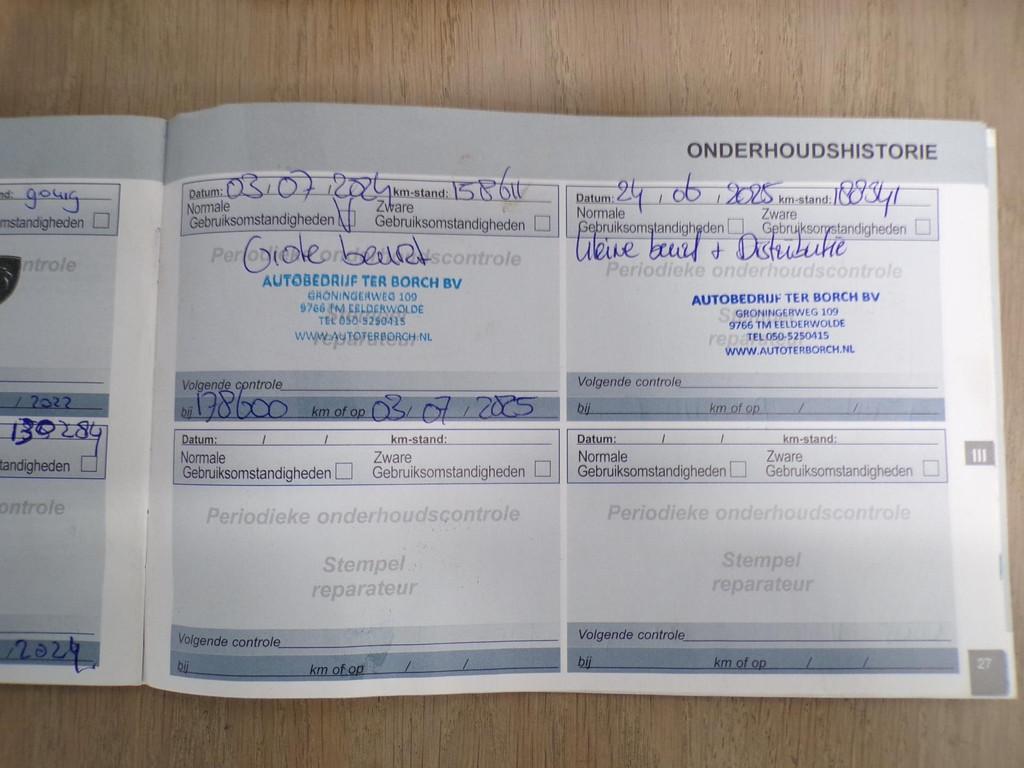 nd: 90419
mstandigheden
ntrole
/ 2022
130284
tandigheden
ontrole
2024
ONDERHOUDSHISTORIE
Datum: 03, 07, 2024 km-stand: 158611
Normale Zware
Gebruiksomstandigheden Gebruiksomstandigheden
Grote beurt
Periodieke onderhoudscontrole
AUTOBEDRIJF TER BORCH BV
GRONINGERWEG 109
9766 TM EELDERWOLDE
TEL 050-5250415
WWW.AUTOTERBORCH.NL
Volgende controle
bij 178600 km of op 03, 07, 2025
Datum: 24, 06, 2025 km-stand: 188341
Normale Zware
Gebruiksomstandigheden Gebruiksomstandigheden
Kleine beurt + Distributie
Periodieke onderhoudscontrole
AUTOBEDRIJF TER BORCH BV
GRONINGERWEG 109
9766 TM EELDERWOLDE
TEL 050-5250415
WWW.AUTOTERBORCH.NL
Volgende controle
bij km of op / /
Datum: / / km-stand:
Normale Zware
Gebruiksomstandigheden Gebruiksomstandigheden
Periodieke onderhoudscontrole
Stempel
reparateur
Volgende controle
bij km of op / /
Datum: / / km-stand:
Normale Zware
Gebruiksomstandigheden Gebruiksomstandigheden
Periodieke onderhoudscontrole
Stempel
reparateur
Volgende controle
bij km of op / /
III
27